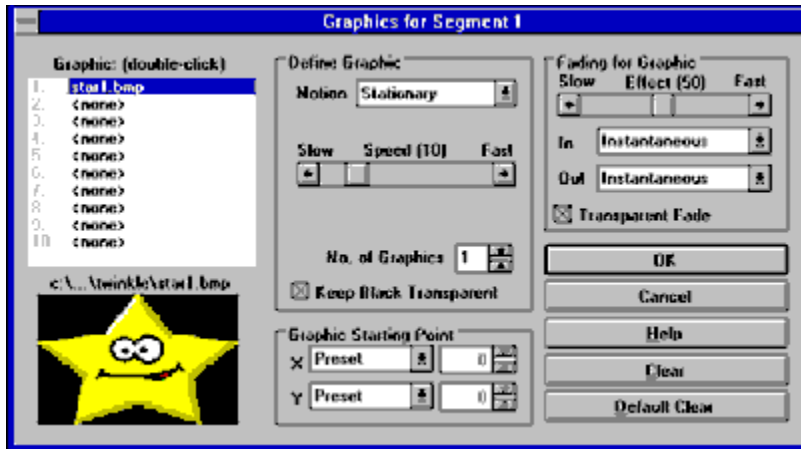 Graphics for Segment 1
Graphic: (double-click)
1. star1.bmp
2. <none>
3. <none>
4. <none>
5. <none>
6. <none>
7. <none>
8. <none>
9. <none>
10. <none>
c:\...\twinkle\star1.bmp
Define Graphic
Motion Stationary
Slow Speed (10) Fast
No. of Graphics 1
Keep Black Transparent
Graphic Starting Point
X Preset 0
Y Preset 0
Fading for Graphic
Slow Effect (50) Fast
In Instantaneous
Out Instantaneous
Transparent Fade
OK
Cancel
Help
Clear
Default Clear